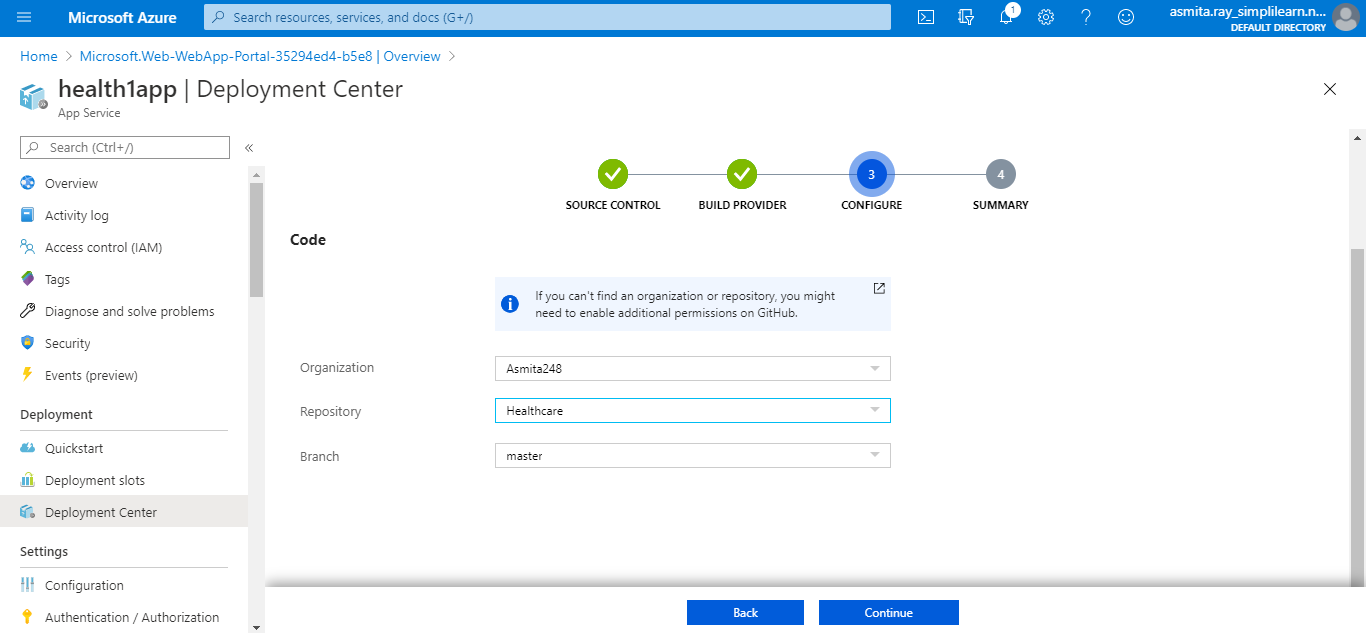 Microsoft Azure
Search resources, services, and docs (G+/)
1
asmita.ray_simplilearn.n...
DEFAULT DIRECTORY
Home > Microsoft.Web-WebApp-Portal-35294ed4-b5e8 | Overview >
health1app | Deployment Center
App Service
Search (Ctrl+/)
«
Overview
Activity log
Access control (IAM)
Tags
Diagnose and solve problems
Security
Events (preview)
Deployment
Quickstart
Deployment slots
Deployment Center
Settings
Configuration
Authentication / Authorization
3
4
SOURCE CONTROL
BUILD PROVIDER
CONFIGURE
SUMMARY
Code
If you can't find an organization or repository, you might
need to enable additional permissions on GitHub.
Organization
Asmita248
Repository
Healthcare
Branch
master
Back
Continue